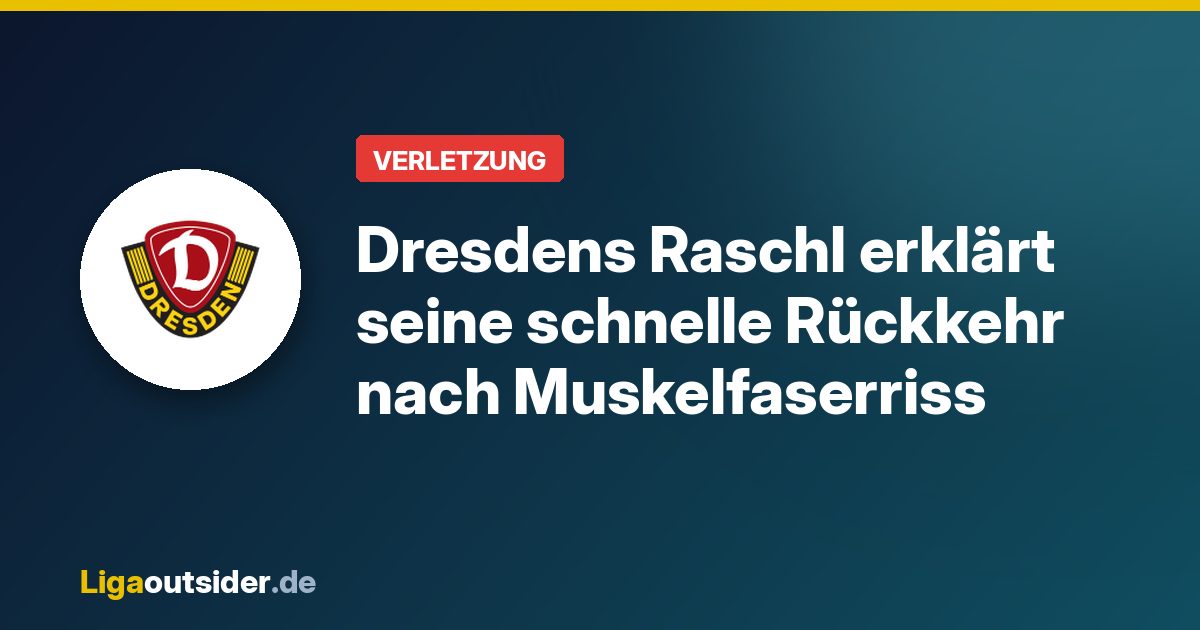 VERLETZUNG
Dresdens Raschl erklärt
seine schnelle Rückkehr
nach Muskelfaserriss
D
DRESDEN
Ligaoutsider.de